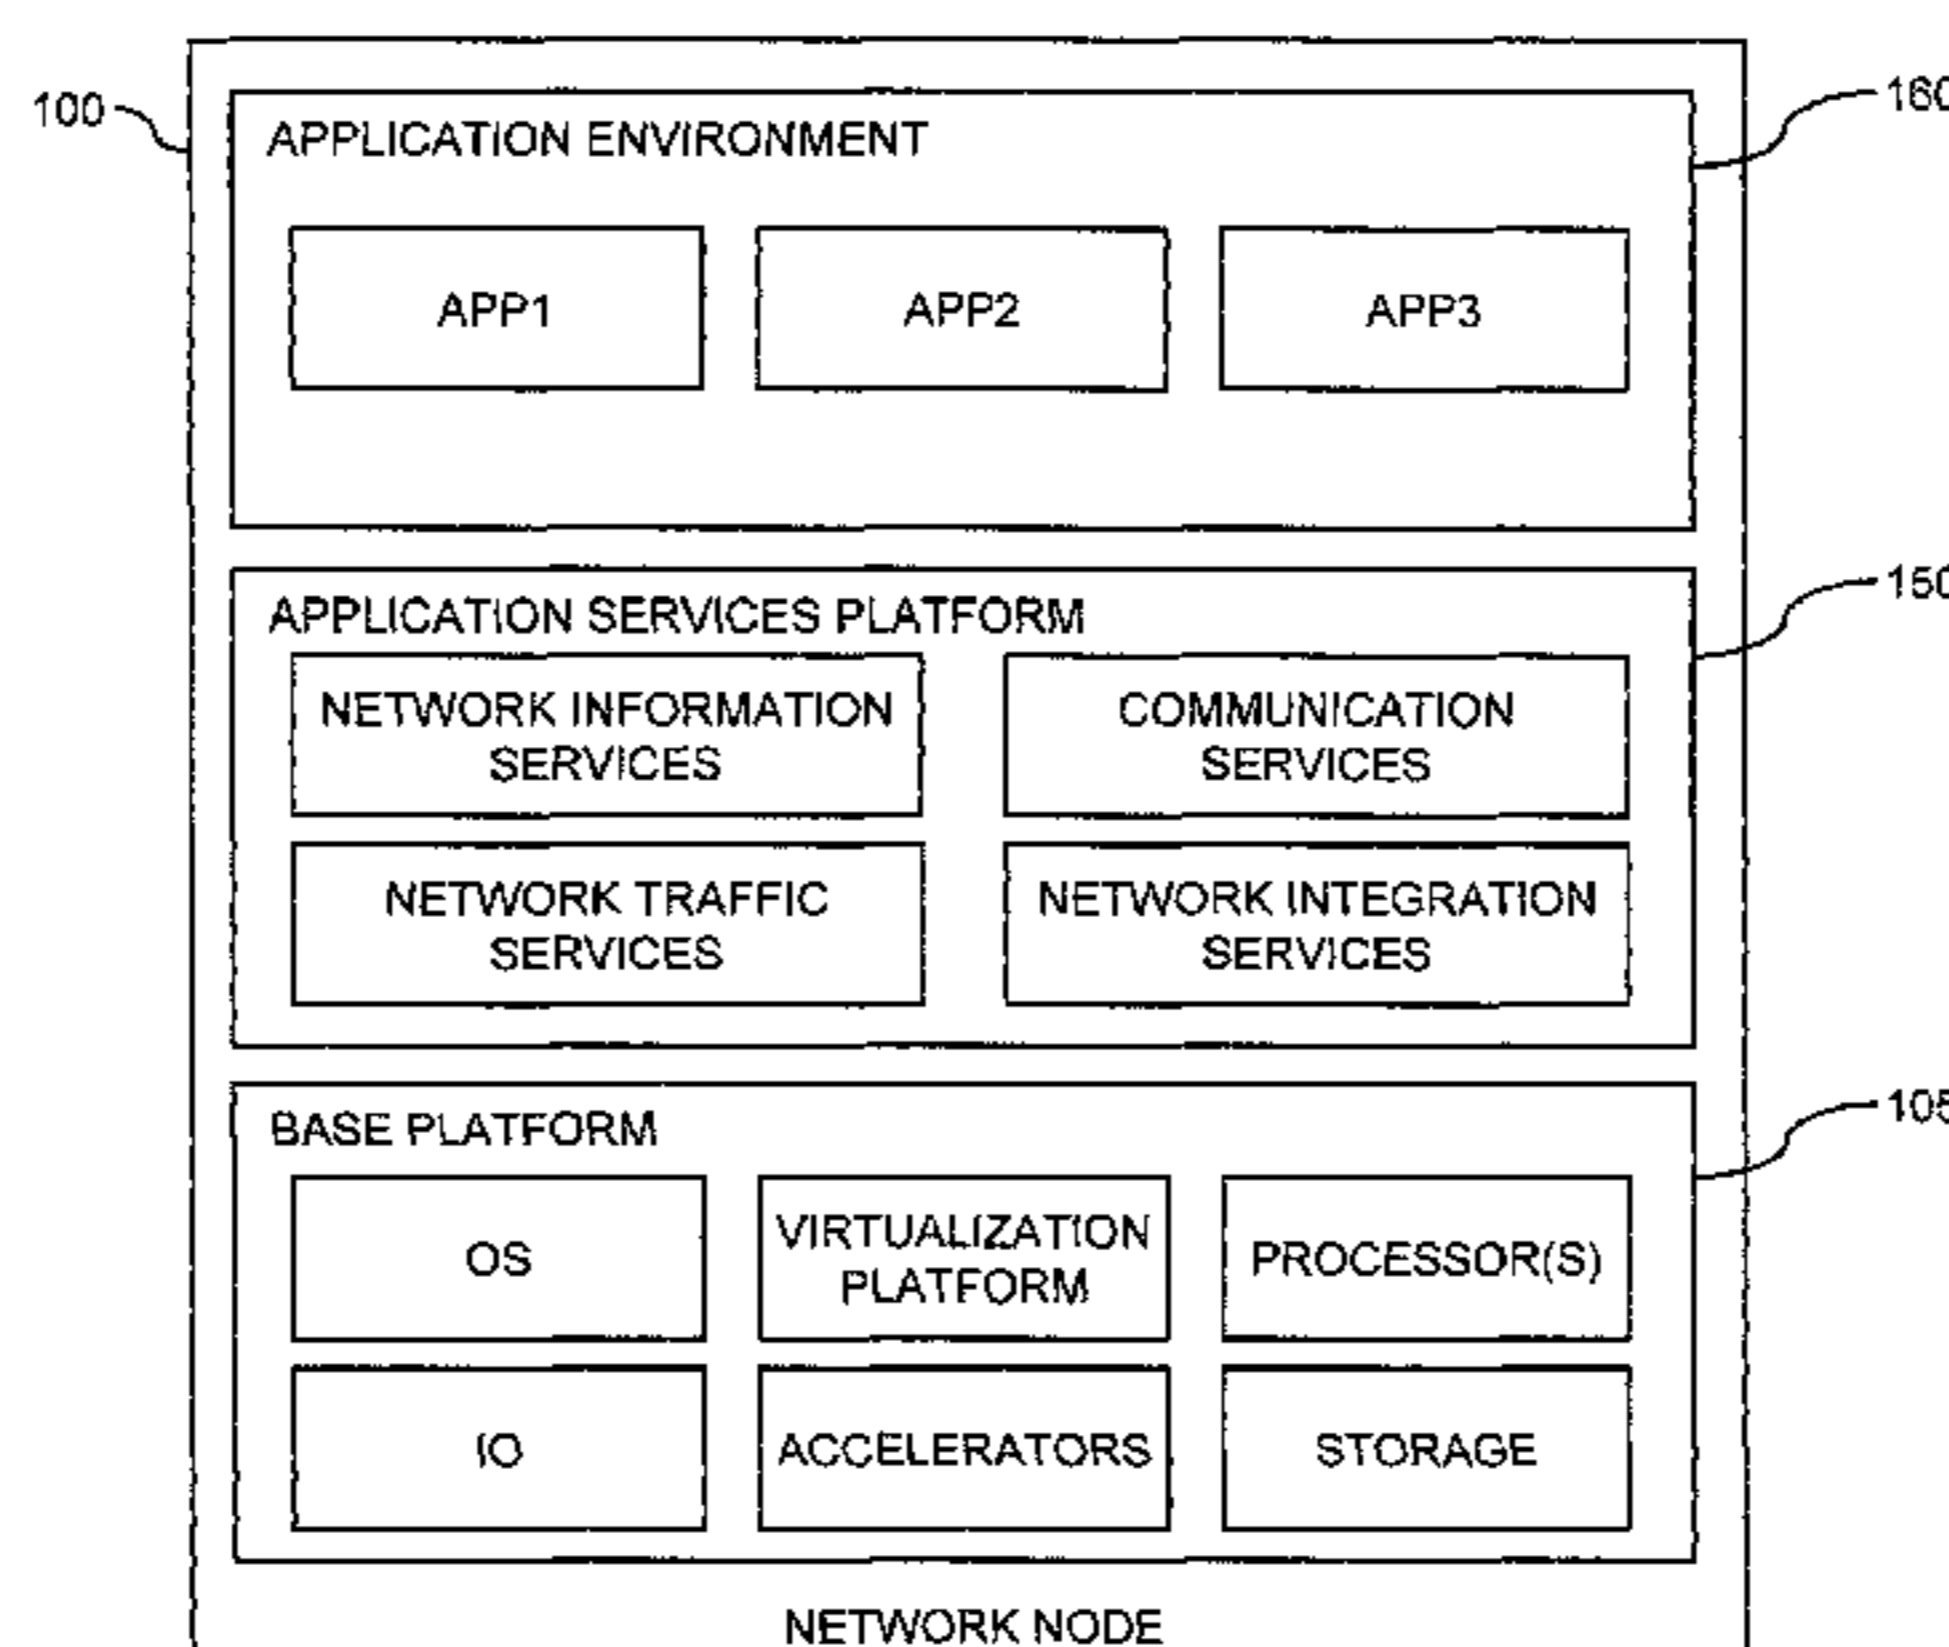 100
160
APPLICATION ENVIRONMENT
APP1
APP2
APP3
150
APPLICATION SERVICES PLATFORM
NETWORK INFORMATION
SERVICES
COMMUNICATION
SERVICES
NETWORK TRAFFIC
SERVICES
NETWORK INTEGRATION
SERVICES
105
BASE PLATFORM
OS
VIRTUALIZATION
PLATFORM
PROCESSOR(S)
IO
ACCELERATORS
STORAGE
NETWORK NODE